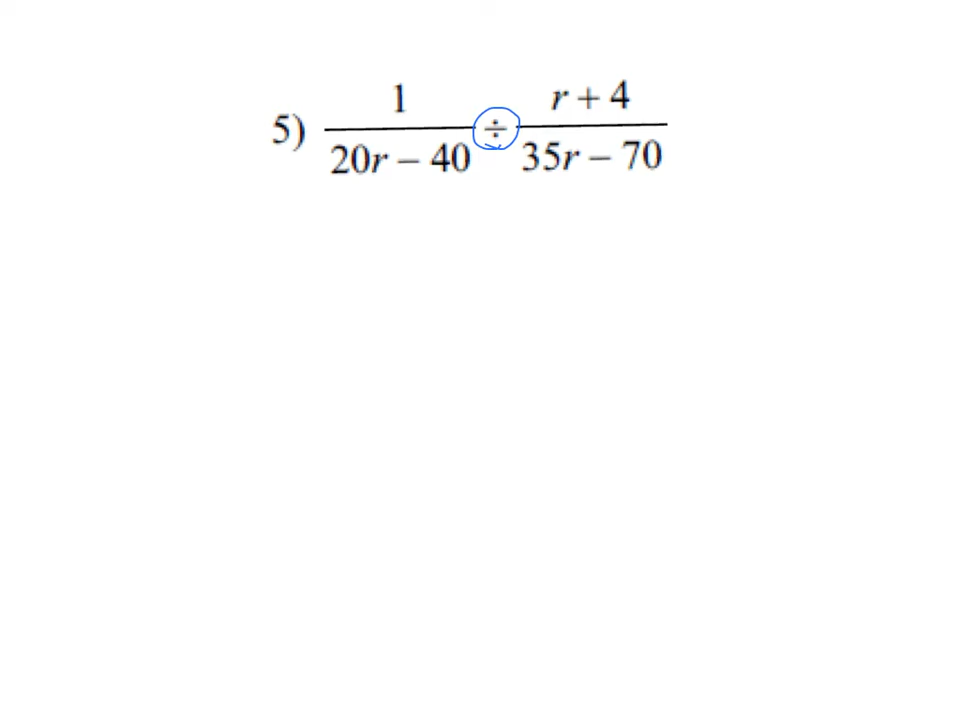 5) 1/(20r – 40) ÷ (r + 4)/(35r – 70)